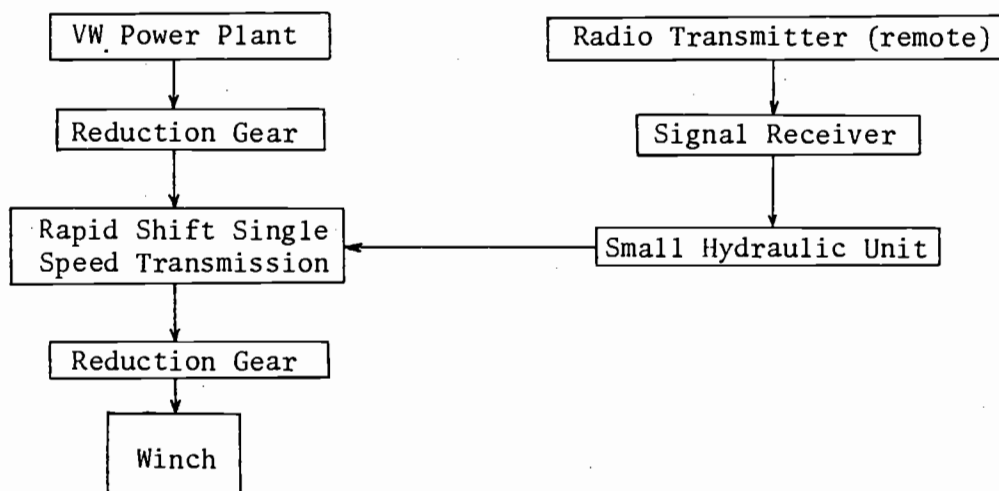 VW Power Plant
Reduction Gear
Rapid Shift Single
Speed Transmission
Reduction Gear
Winch
Radio Transmitter (remote)
Signal Receiver
Small Hydraulic Unit